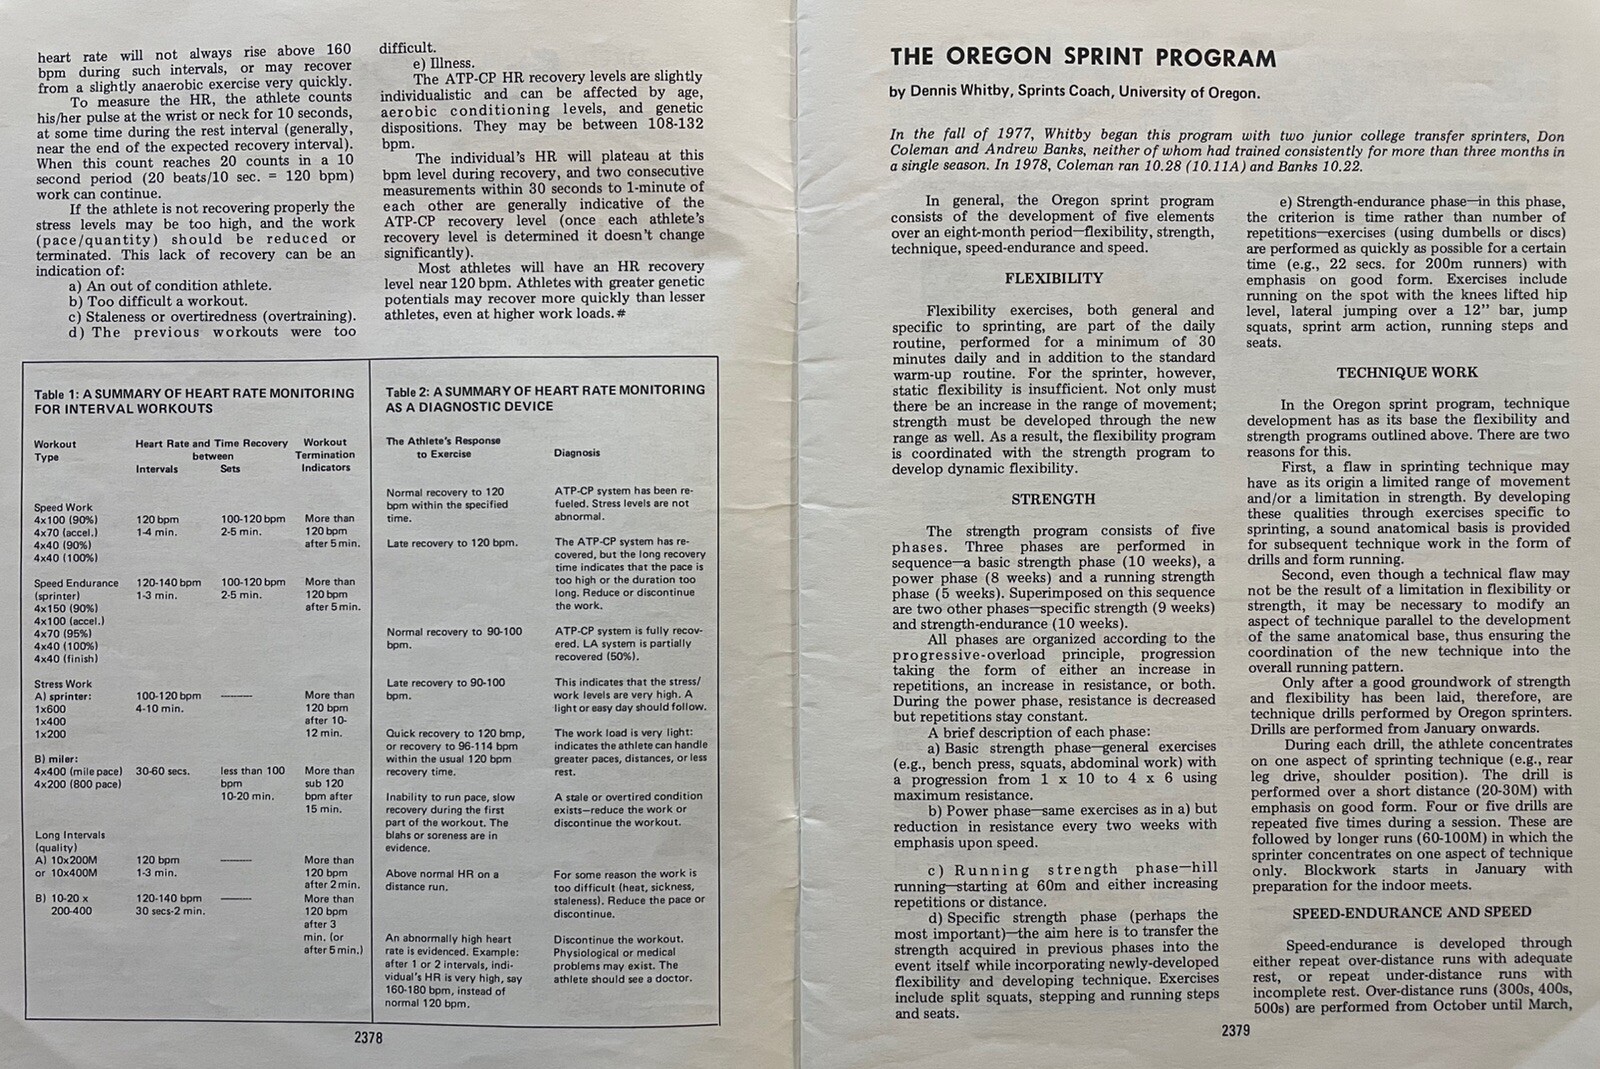 heart rate will not always rise above 160
bpm during such intervals, or may recover
from a slightly anaerobic exercise very quickly.
To measure the HR, the athlete counts
his/her pulse at the wrist or neck for 10 seconds,
at some time during the rest interval (generally,
near the end of the expected recovery interval).
When this count reaches 20 counts in a 10
second period (20 beats/10 sec. = 120 bpm)
work can continue.
If the athlete is not recovering properly the
stress levels may be too high, and the work
(pace/quantity) should be reduced or
terminated. This lack of recovery can be an
indication of:
a) An out of condition athlete.
b) Too difficult a workout.
c) Staleness or overtiredness (overtraining).
d) The previous workouts were too
difficult.
e) Illness.
The ATP-CP HR recovery levels are slightly
individualistic and can be affected by age,
aerobic conditioning levels, and genetic
dispositions. They may be between 108-132
bpm.
The individual's HR will plateau at this
bpm level during recovery, and two consecutive
measurements within 30 seconds to 1-minute of
each other are generally indicative of the
ATP-CP recovery level (once each athlete's
recovery level is determined it doesn't change
significantly).
Most athletes will have an HR recovery
level near 120 bpm. Athletes with greater genetic
potentials may recover more quickly than lesser
athletes, even at higher work loads.#
Table 1: A SUMMARY OF HEART RATE MONITORING
FOR INTERVAL WORKOUTS
Workout Heart Rate and Time Recovery Workout
Type between Termination
Intervals Sets Indicators
Speed Work
4x100 (90%) 120 bpm 100-120 bpm More than
4x70 (accel.) 1-4 min. 2-5 min. 120 bpm
4x40 (90%) after 5 min.
4x40 (100%)
Speed Endurance 120-140 bpm 100-120 bpm More than
(sprinter) 1-3 min. 2-5 min. 120 bpm
4x150 (90%) after 5 min.
4x100 (accel.)
4x70 (95%)
4x40 (100%)
4x40 (finish)
Stress Work
A) sprinter: 100-120 bpm ——— More than
1x600 4-10 min. 120 bpm
1x400 after 10-
1x200 12 min.
B) miler:
4x400 (mile pace) 30-60 secs. less than 100 More than
4x200 (800 pace) bpm sub 120
10-20 min. bpm after
15 min.
Long Intervals
(quality)
A) 10x200M 120 bpm ——— More than
or 10x400M 1-3 min. 120 bpm
after 2 min.
B) 10-20 x 120-140 bpm ——— More than
200-400 30 secs-2 min. 120 bpm
after 3
min. (or
after 5 min.)
Table 2: A SUMMARY OF HEART RATE MONITORING
AS A DIAGNOSTIC DEVICE
The Athlete's Response
to Exercise Diagnosis
Normal recovery to 120 ATP-CP system has been re-
bpm within the specified fueled. Stress levels are not
time. abnormal.
Late recovery to 120 bpm. The ATP-CP system has re-
covered, but the long recovery
time indicates that the pace is
too high or the duration too
long. Reduce or discontinue
the work.
Normal recovery to 90-100 ATP-CP system is fully recov-
bpm. ered. LA system is partially
recovered (50%).
Late recovery to 90-100 This indicates that the stress/
bpm. work levels are very high. A
light or easy day should follow.
Quick recovery to 120 bmp, The work load is very light:
or recovery to 96-114 bpm indicates the athlete can handle
within the usual 120 bpm greater paces, distances, or less
recovery time. rest.
Inability to run pace, slow A stale or overtired condition
recovery during the first exists—reduce the work or
part of the workout. The discontinue the workout.
blahs or soreness are in
evidence.
Above normal HR on a For some reason the work is
distance run. too difficult (heat, sickness,
staleness). Reduce the pace or
discontinue.
An abnormally high heart Discontinue the workout.
rate is evidenced. Example: Physiological or medical
after 1 or 2 intervals, indi- problems may exist. The
vidual's HR is very high, say athlete should see a doctor.
160-180 bpm, instead of
normal 120 bpm.
2378
THE OREGON SPRINT PROGRAM
by Dennis Whitby, Sprints Coach, University of Oregon.
In the fall of 1977, Whitby began this program with two junior college transfer sprinters, Don
Coleman and Andrew Banks, neither of whom had trained consistently for more than three months in
a single season. In 1978, Coleman ran 10.28 (10.11A) and Banks 10.22.
In general, the Oregon sprint program
consists of the development of five elements
over an eight-month period—flexibility, strength,
technique, speed-endurance and speed.
FLEXIBILITY
Flexibility exercises, both general and
specific to sprinting, are part of the daily
routine, performed for a minimum of 30
minutes daily and in addition to the standard
warm-up routine. For the sprinter, however,
static flexibility is insufficient. Not only must
there be an increase in the range of movement;
strength must be developed through the new
range as well. As a result, the flexibility program
is coordinated with the strength program to
develop dynamic flexibility.
STRENGTH
The strength program consists of five
phases. Three phases are performed in
sequence—a basic strength phase (10 weeks), a
power phase (8 weeks) and a running strength
phase (5 weeks). Superimposed on this sequence
are two other phases—specific strength (9 weeks)
and strength-endurance (10 weeks).
All phases are organized according to the
progressive-overload principle, progression
taking the form of either an increase in
repetitions, an increase in resistance, or both.
During the power phase, resistance is decreased
but repetitions stay constant.
A brief description of each phase:
a) Basic strength phase—general exercises
(e.g., bench press, squats, abdominal work) with
a progression from 1 x 10 to 4 x 6 using
maximum resistance.
b) Power phase—same exercises as in a) but
reduction in resistance every two weeks with
emphasis upon speed.
c) Running strength phase—hill
running—starting at 60m and either increasing
repetitions or distance.
d) Specific strength phase (perhaps the
most important)—the aim here is to transfer the
strength acquired in previous phases into the
event itself while incorporating newly-developed
flexibility and developing technique. Exercises
include split squats, stepping and running steps
and seats.
e) Strength-endurance phase—in this phase,
the criterion is time rather than number of
repetitions—exercises (using dumbells or discs)
are performed as quickly as possible for a certain
time (e.g., 22 secs. for 200m runners) with
emphasis on good form. Exercises include
running on the spot with the knees lifted hip
level, lateral jumping over a 12” bar, jump
squats, sprint arm action, running steps and
seats.
TECHNIQUE WORK
In the Oregon sprint program, technique
development has as its base the flexibility and
strength programs outlined above. There are two
reasons for this.
First, a flaw in sprinting technique may
have as its origin a limited range of movement
and/or a limitation in strength. By developing
these qualities through exercises specific to
sprinting, a sound anatomical basis is provided
for subsequent technique work in the form of
drills and form running.
Second, even though a technical flaw may
not be the result of a limitation in flexibility or
strength, it may be necessary to modify an
aspect of technique parallel to the development
of the same anatomical base, thus ensuring the
coordination of the new technique into the
overall running pattern.
Only after a good groundwork of strength
and flexibility has been laid, therefore, are
technique drills performed by Oregon sprinters.
Drills are performed from January onwards.
During each drill, the athlete concentrates
on one aspect of sprinting technique (e.g., rear
leg drive, shoulder position). The drill is
performed over a short distance (20-30M) with
emphasis on good form. Four or five drills are
repeated five times during a session. These are
followed by longer runs (60-100M) in which the
sprinter concentrates on one aspect of technique
only. Blockwork starts in January with
preparation for the indoor meets.
SPEED-ENDURANCE AND SPEED
Speed-endurance is developed through
either repeat over-distance runs with adequate
rest, or repeat under-distance runs with
incomplete rest. Over-distance runs (300s, 400s,
500s) are performed from October until March,
2379